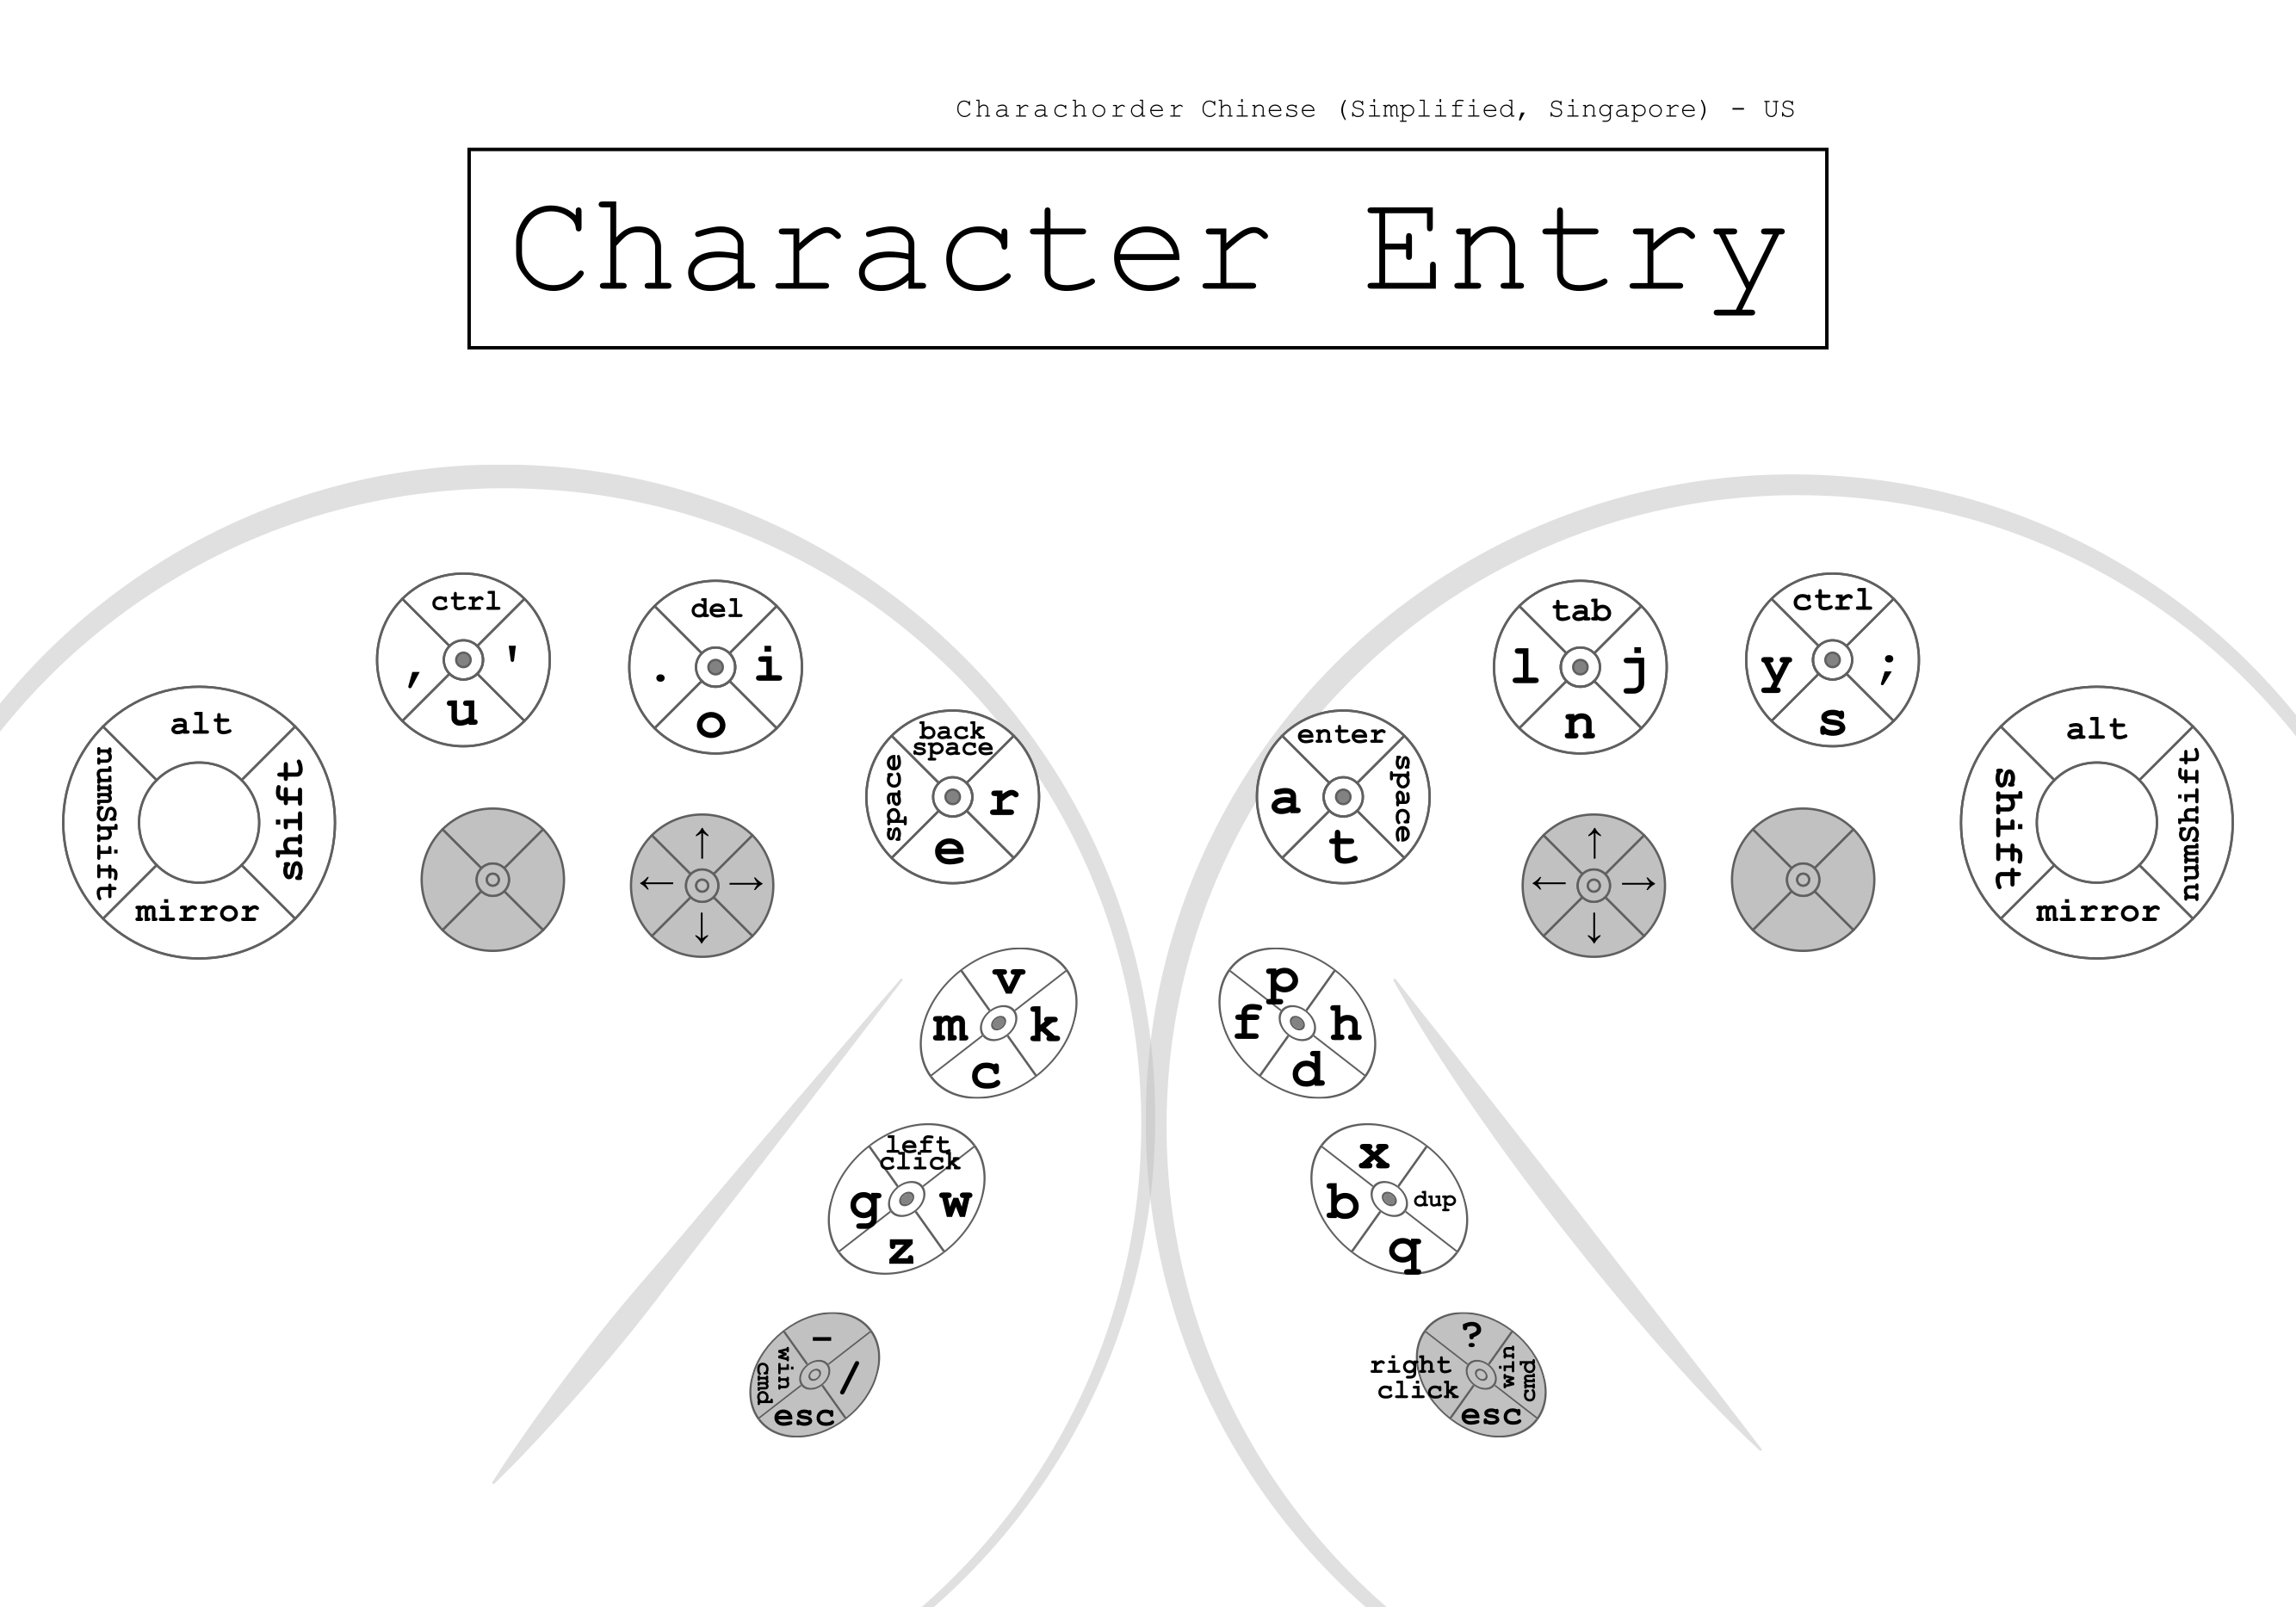 Charachorder Chinese (Simplified, Singapore) - US
Character Entry
ctrl
,
'
u
del
.
i
o
tab
l
j
n
ctrl
y
;
s
alt
numShift
shift
mirror
back
space
space
r
e
enter
a
space
t
alt
shift
numShift
mirror
↑
← →
↓
↑
← →
↓
v
m
k
c
p
f
h
d
left
click
g
w
z
x
b
dup
q
-
win
cmd
/
esc
?
right
click
win
cmd
esc